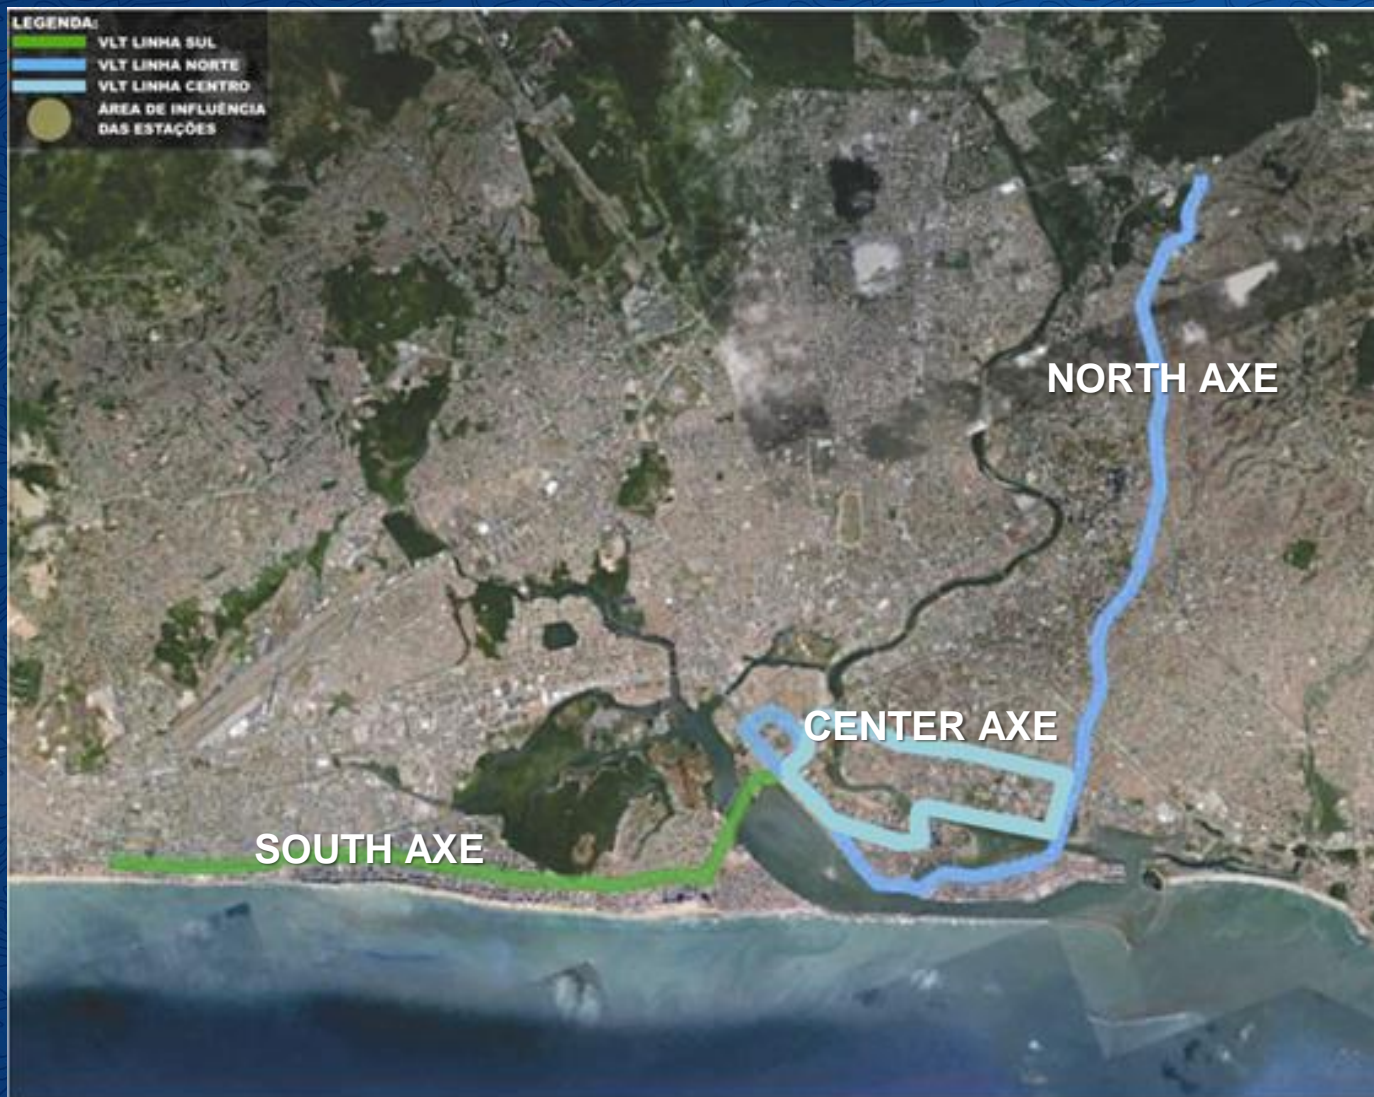 LEGENDA:
VLT LINHA SUL
VLT LINHA NORTE
VLT LINHA CENTRO
ÁREA DE INFLUÊNCIA
DAS ESTAÇÕES
NORTH AXE
CENTER AXE
SOUTH AXE